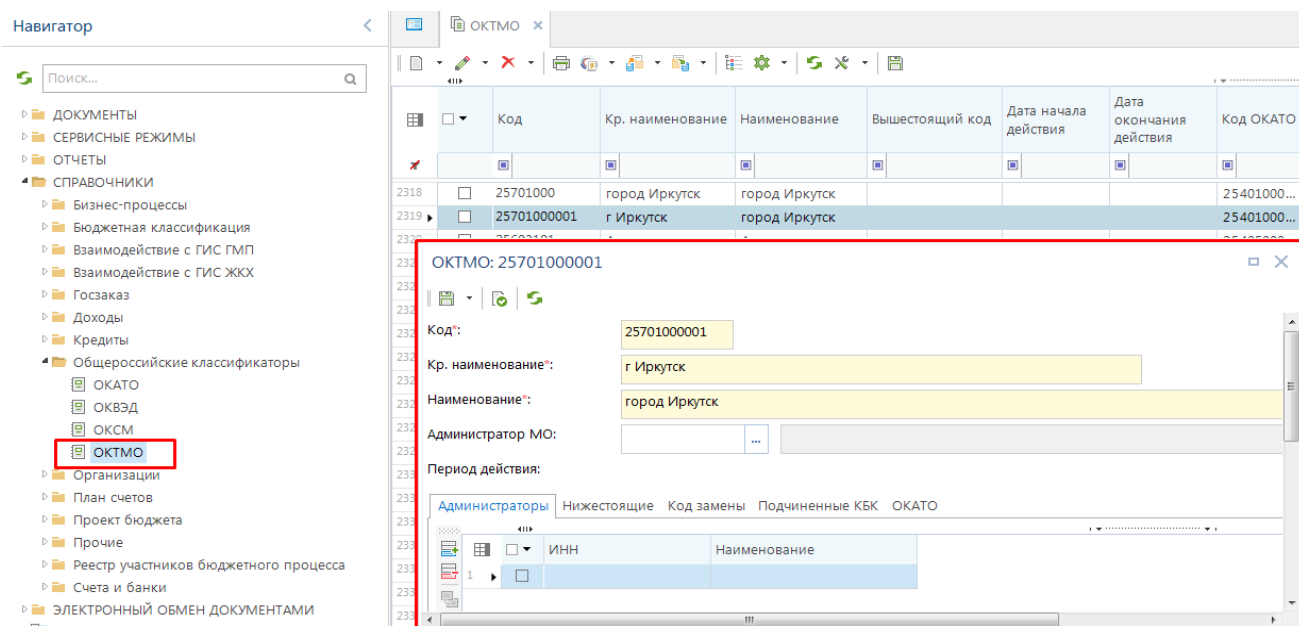 Навигатор
Поиск...
ДОКУМЕНТЫ
СЕРВИСНЫЕ РЕЖИМЫ
ОТЧЕТЫ
СПРАВОЧНИКИ
Бизнес-процессы
Бюджетная классификация
Взаимодействие с ГИС ГМП
Взаимодействие с ГИС ЖКХ
Госзаказ
Доходы
Кредиты
Общероссийские классификаторы
ОКАТО
ОКВЭД
ОКСМ
ОКТМО
Организации
План счетов
Проект бюджета
Прочие
Реестр участников бюджетного процесса
Счета и банки
ЭЛЕКТРОННЫЙ ОБМЕН ДОКУМЕНТАМИ
ОКТМО
Код Кр. наименование Наименование Вышестоящий код Дата начала действия Дата окончания действия Код ОКАТО
2318 25701000 город Иркутск город Иркутск 25401000...
2319 25701000001 г Иркутск город Иркутск 25401000...
ОКТМО: 25701000001
Код*: 25701000001
Кр. наименование*: г Иркутск
Наименование*: город Иркутск
Администратор МО: ...
Период действия:
Администраторы Нижестоящие Код замены Подчиненные КБК ОКАТО
ИНН Наименование
1